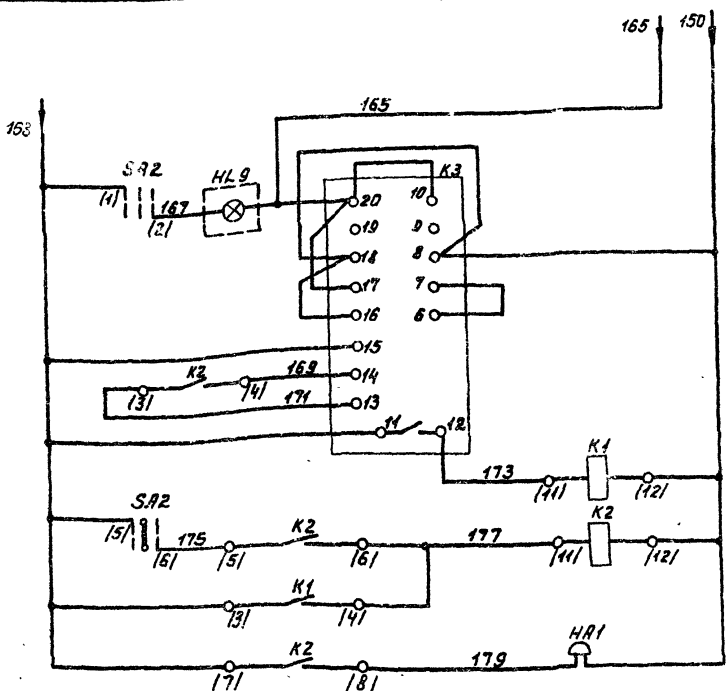 165 150
165
153
SA2 HL9 K3
/1/ 167 /2/
20 10
19 9
18 8
17 7
16 6
15
K2 169 14
/3/ /4/ 171 13
11 12
K1
173 /11/ /12/
SA2 K2
/5/ /6/ 175 /5/ K2 /6/ 177 /11/ /12/
K1
/3/ /4/
K2 179 HA1
/7/ /8/